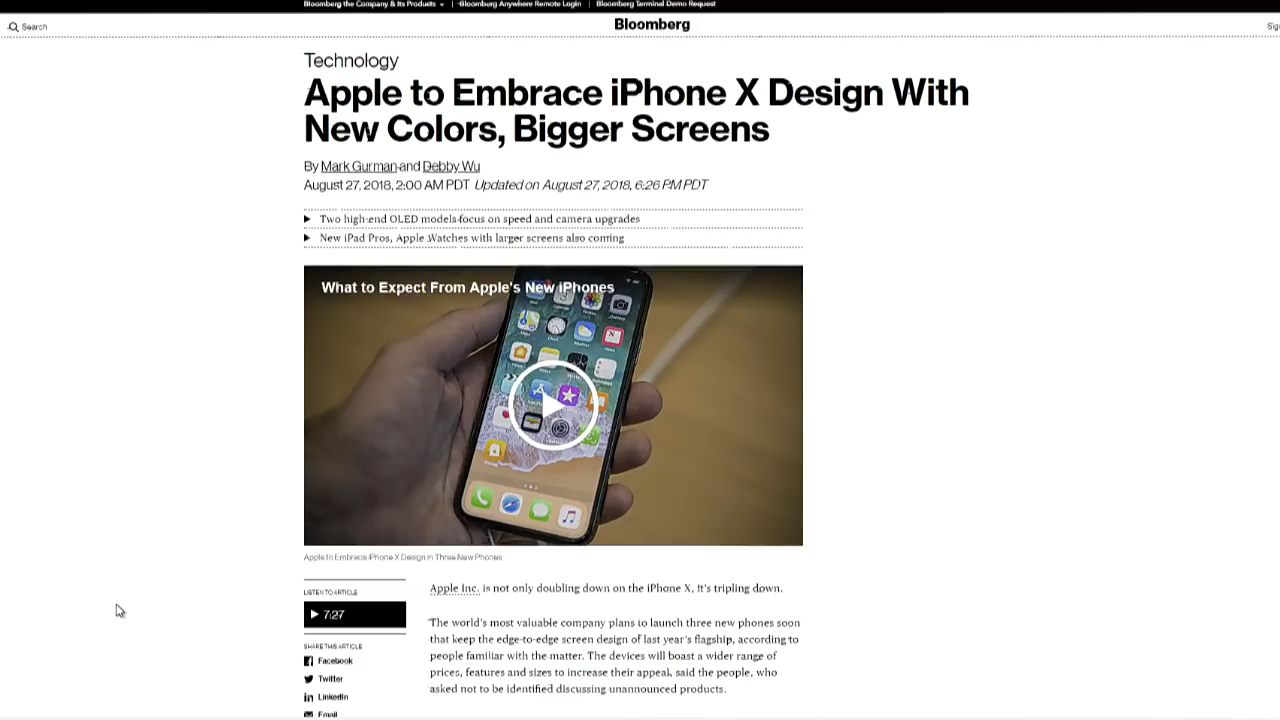 Bloomberg the Company & Its Products
Bloomberg Anywhere Remote Login
Bloomberg Terminal Demo Request
Search
Bloomberg
Technology
Apple to Embrace iPhone X Design With
New Colors, Bigger Screens
By Mark Gurman and Debby Wu
August 27, 2018, 2:00 AM PDT Updated on August 27, 2018, 6:26 PM PDT
Two high-end OLED models focus on speed and camera upgrades
New iPad Pros, Apple Watches with larger screens also coming
What to Expect From Apple's New iPhones
Apple to Embrace iPhone X Design in Three New Phones
LISTEN TO ARTICLE
7:27
SHARE THIS ARTICLE
Facebook
Twitter
LinkedIn
Email
Apple Inc. is not only doubling down on the iPhone X, it's tripling down.
The world's most valuable company plans to launch three new phones soon
that keep the edge-to-edge screen design of last year's flagship, according to
people familiar with the matter. The devices will boast a wider range of
prices, features and sizes to increase their appeal, said the people, who
asked not to be identified discussing unannounced products.